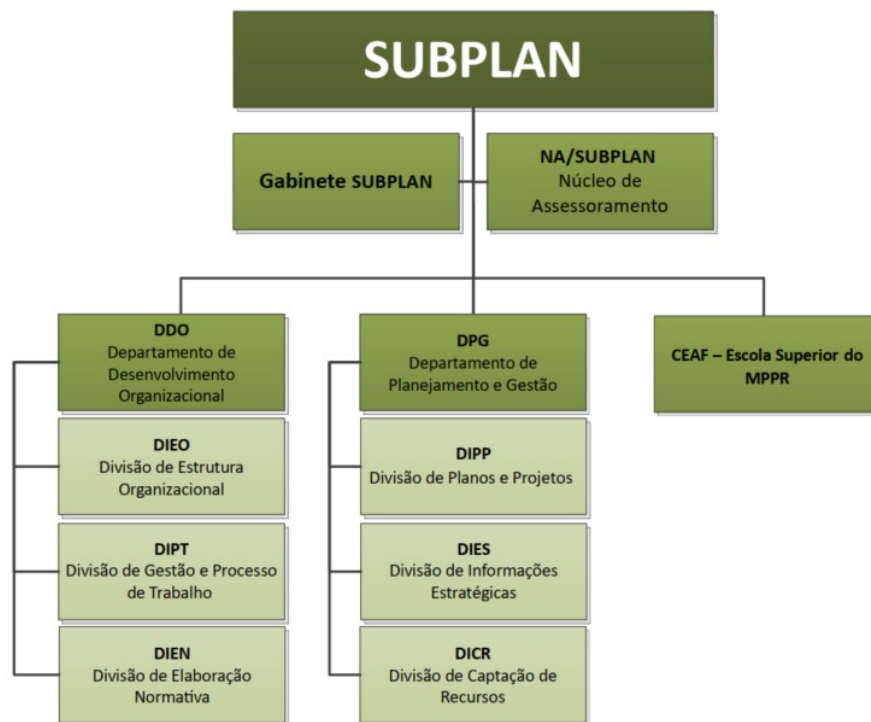 SUBPLAN
Gabinete SUBPLAN
NA/SUBPLAN
Núcleo de
Assessoramento
DDO
Departamento de
Desenvolvimento
Organizacional
DPG
Departamento de
Planejamento e Gestão
CEAF – Escola Superior do
MPPR
DIEO
Divisão de Estrutura
Organizacional
DIPP
Divisão de Planos e Projetos
DIPT
Divisão de Gestão e Processo
de Trabalho
DIES
Divisão de Informações
Estratégicas
DIEN
Divisão de Elaboração
Normativa
DICR
Divisão de Captação de
Recursos